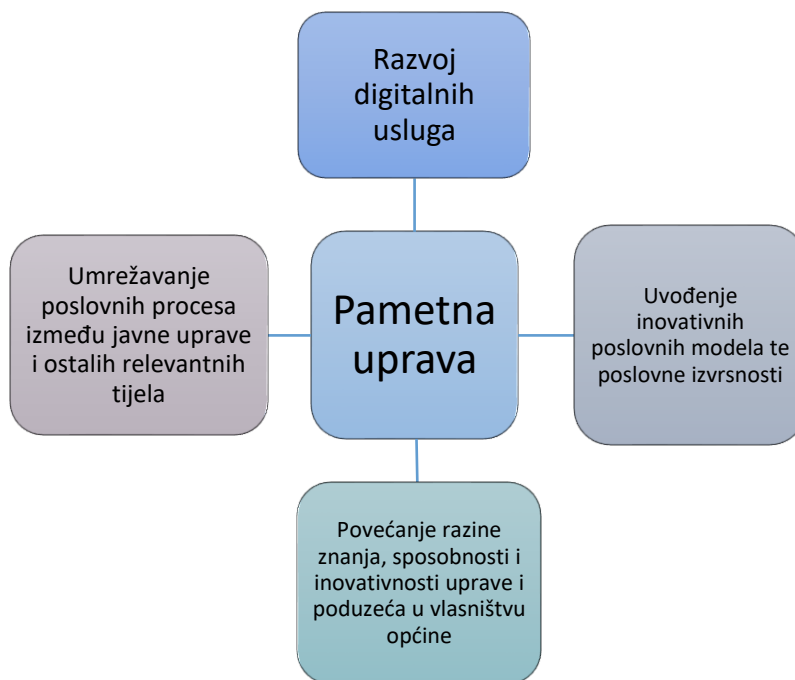 Razvoj
digitalnih
usluga
Umrežavanje
poslovnih procesa
između javne uprave
i ostalih relevantnih
tijela
Pametna
uprava
Uvođenje
inovativnih
poslovnih modela te
poslovne izvrsnosti
Povećanje razine
znanja, sposobnosti i
inovativnosti uprave i
poduzeća u vlasništvu
općine